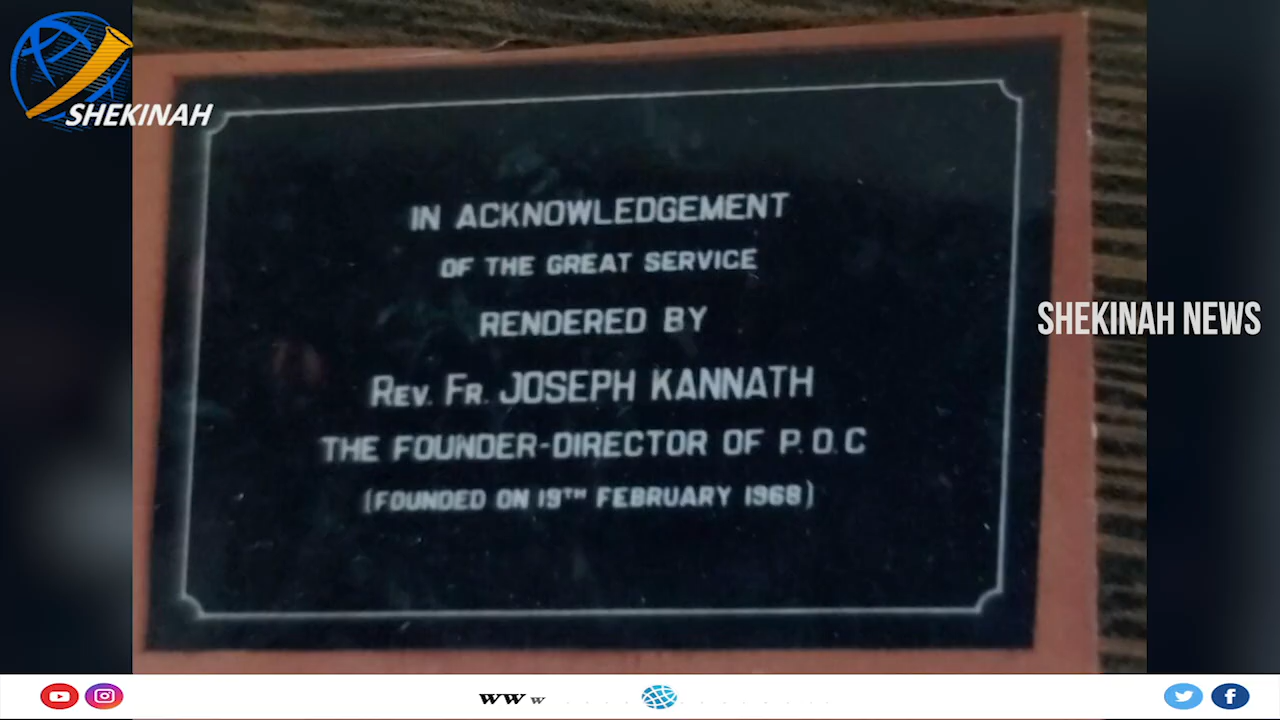 SHEKINAH
IN ACKNOWLEDGEMENT
OF THE GREAT SERVICE
RENDERED BY
REV. FR. JOSEPH KANNATH
THE FOUNDER-DIRECTOR OF P.O.C
(FOUNDED ON 19TH FEBRUARY 1968)
SHEKINAH NEWS
WWW